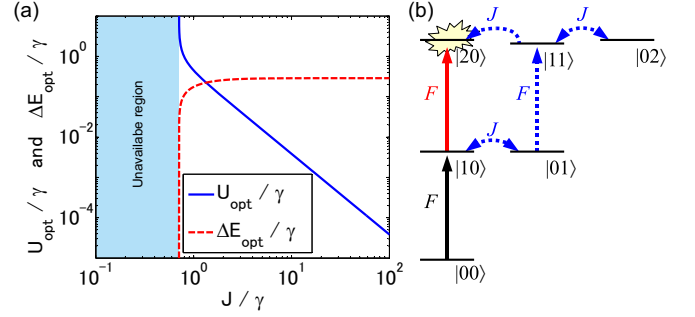 (a)
U_opt / γ and ΔE_opt / γ
10^0
10^-2
10^-4
Unavailabe region
U_opt / γ
ΔE_opt / γ
10^-1
10^0
10^1
10^2
J / γ
(b)
J
J
|20⟩
|11⟩
|02⟩
F
F
J
|10⟩
|01⟩
F
|00⟩